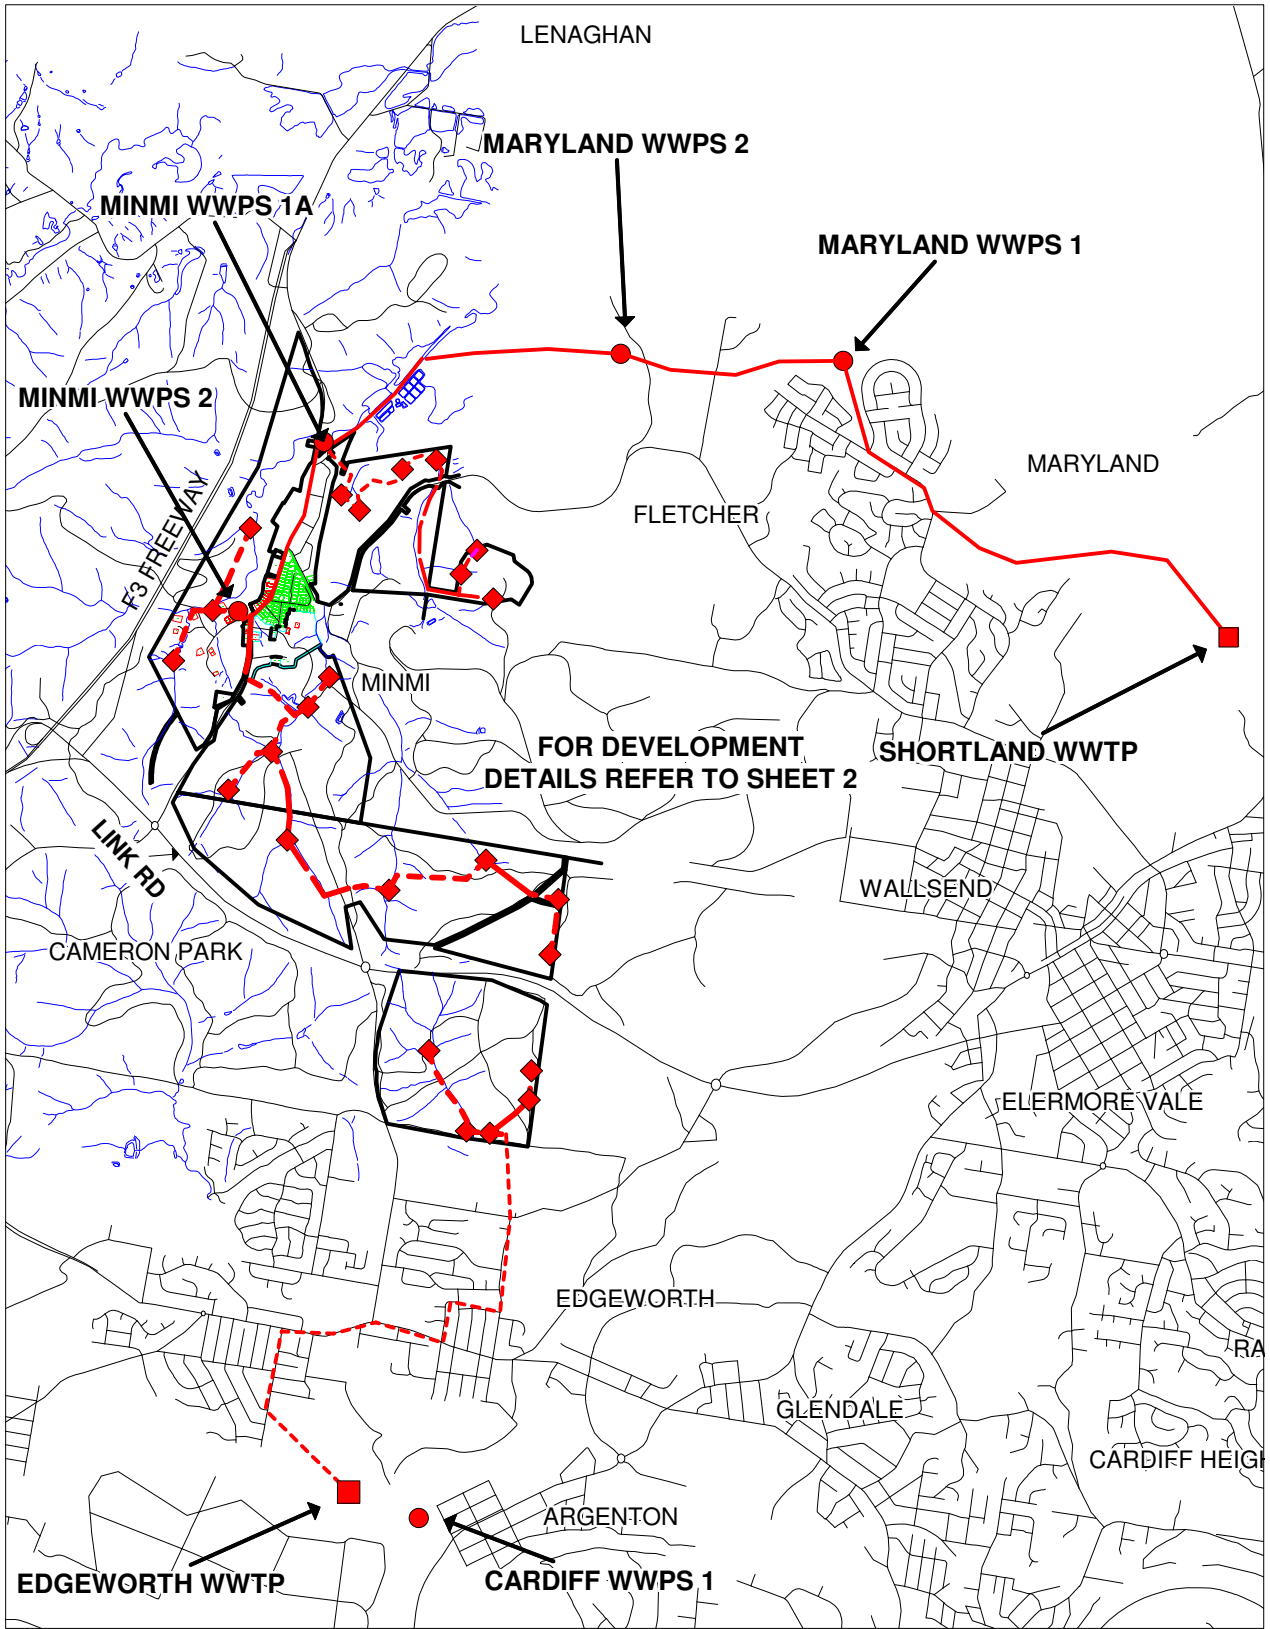 LENAGHAN
MARYLAND WWPS 2
MINMI WWPS 1A
MARYLAND WWPS 1
MINMI WWPS 2
MARYLAND
F3 FREEWAY
FLETCHER
MINMI
FOR DEVELOPMENT
DETAILS REFER TO SHEET 2
SHORTLAND WWTP
LINK RD
WALLSEND
CAMERON PARK
ELERMORE VALE
EDGEWORTH
RA
GLENDALE
CARDIFF HEIGH
ARGENTON
EDGEWORTH WWTP
CARDIFF WWPS 1